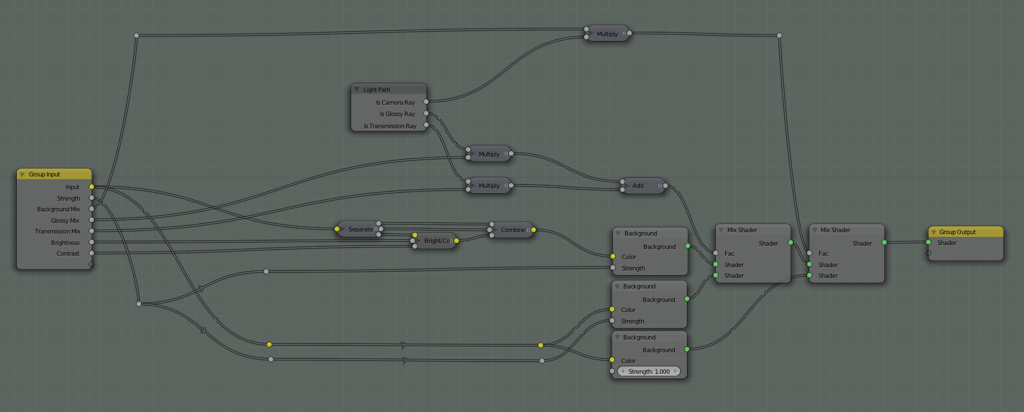 Multiply
Light Path
Is Camera Ray
Is Glossy Ray
Is Transmission Ray
Multiply
Multiply
Add
Group Input
Input
Strength
Background Mix
Glossy Mix
Transmission Mix
Brightness
Contrast
Separate
Bright/Co
Combine
Background
Background
Color
Strength
Background
Background
Color
Strength
Background
Background
Color
Strength: 1.000
Mix Shader
Shader
Fac
Shader
Shader
Mix Shader
Shader
Fac
Shader
Shader
Group Output
Shader